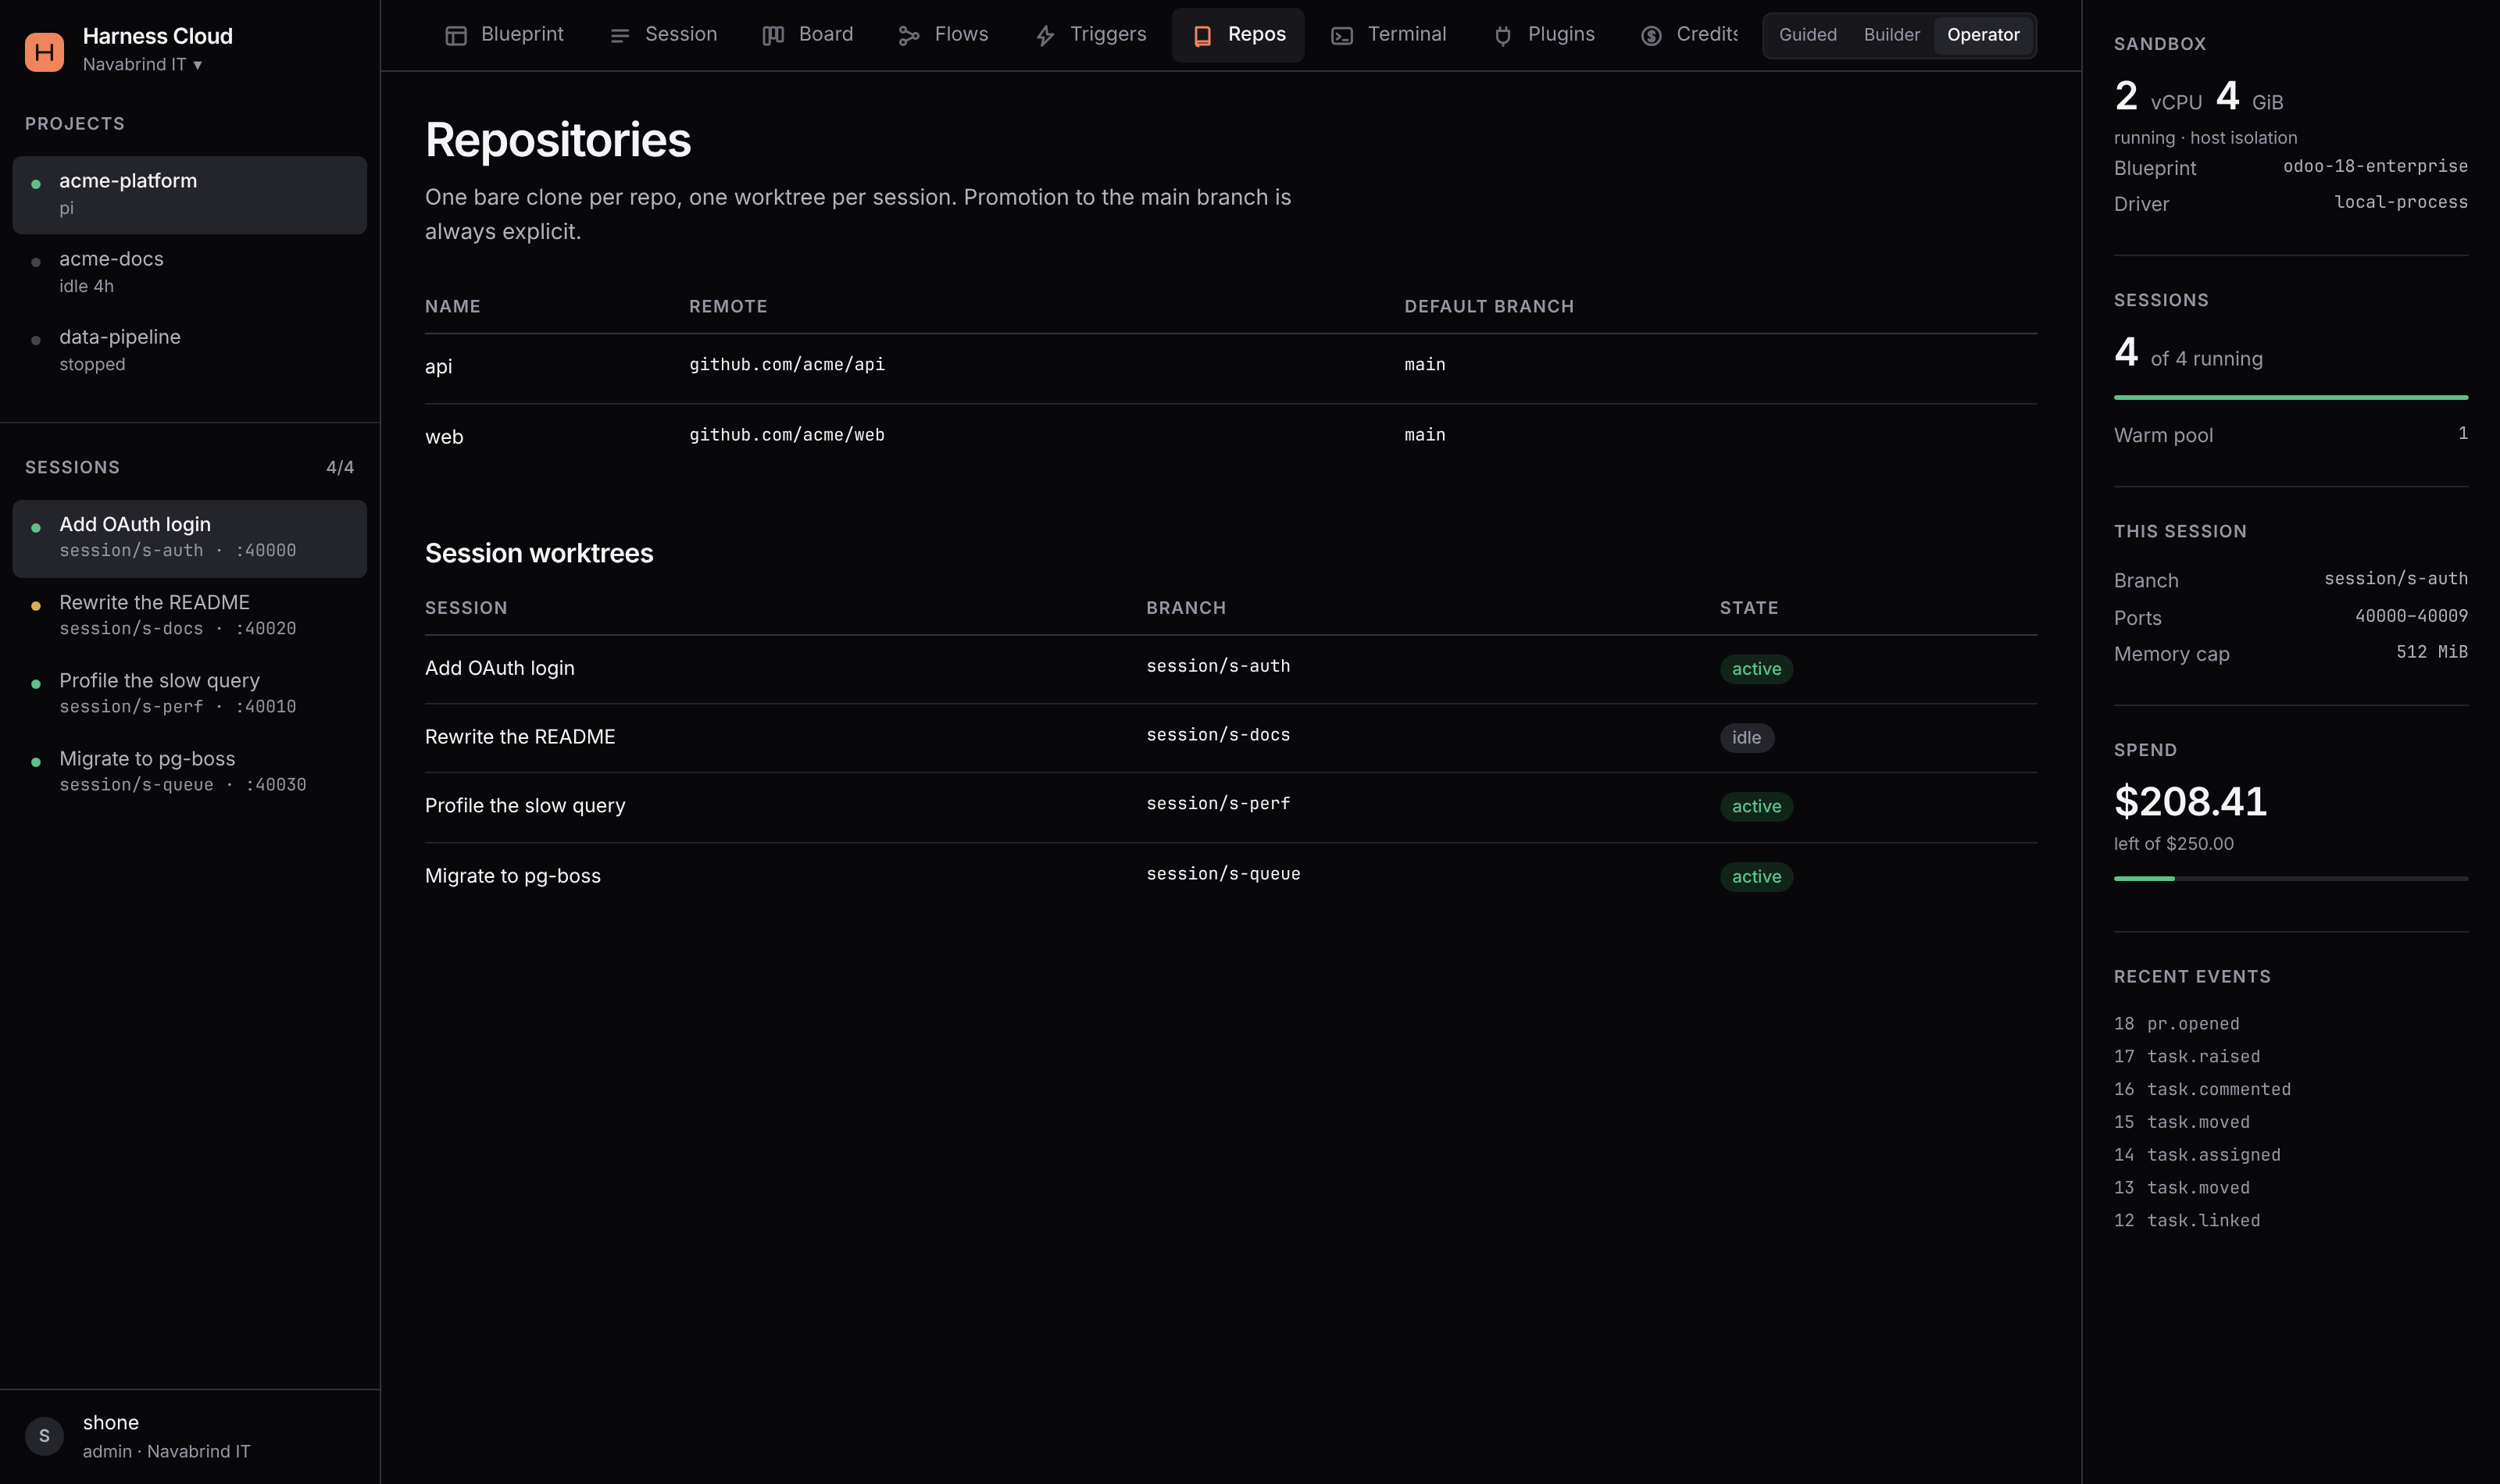 Harness Cloud
Navabrind IT ▾
PROJECTS
acme-platform
pi
acme-docs
idle 4h
data-pipeline
stopped
SESSIONS 4/4
Add OAuth login
session/s-auth · :40000
Rewrite the README
session/s-docs · :40020
Profile the slow query
session/s-perf · :40010
Migrate to pg-boss
session/s-queue · :40030
S
shone
admin · Navabrind IT
Blueprint Session Board Flows Triggers Repos Terminal Plugins Credits Guided Builder Operator
Repositories
One bare clone per repo, one worktree per session. Promotion to the main branch is
always explicit.
NAME REMOTE DEFAULT BRANCH
api github.com/acme/api main
web github.com/acme/web main
Session worktrees
SESSION BRANCH STATE
Add OAuth login session/s-auth active
Rewrite the README session/s-docs idle
Profile the slow query session/s-perf active
Migrate to pg-boss session/s-queue active
SANDBOX
2 vCPU 4 GiB
running · host isolation
Blueprint odoo-18-enterprise
Driver local-process
SESSIONS
4 of 4 running
Warm pool 1
THIS SESSION
Branch session/s-auth
Ports 40000–40009
Memory cap 512 MiB
SPEND
$208.41
left of $250.00
RECENT EVENTS
18 pr.opened
17 task.raised
16 task.commented
15 task.moved
14 task.assigned
13 task.moved
12 task.linked